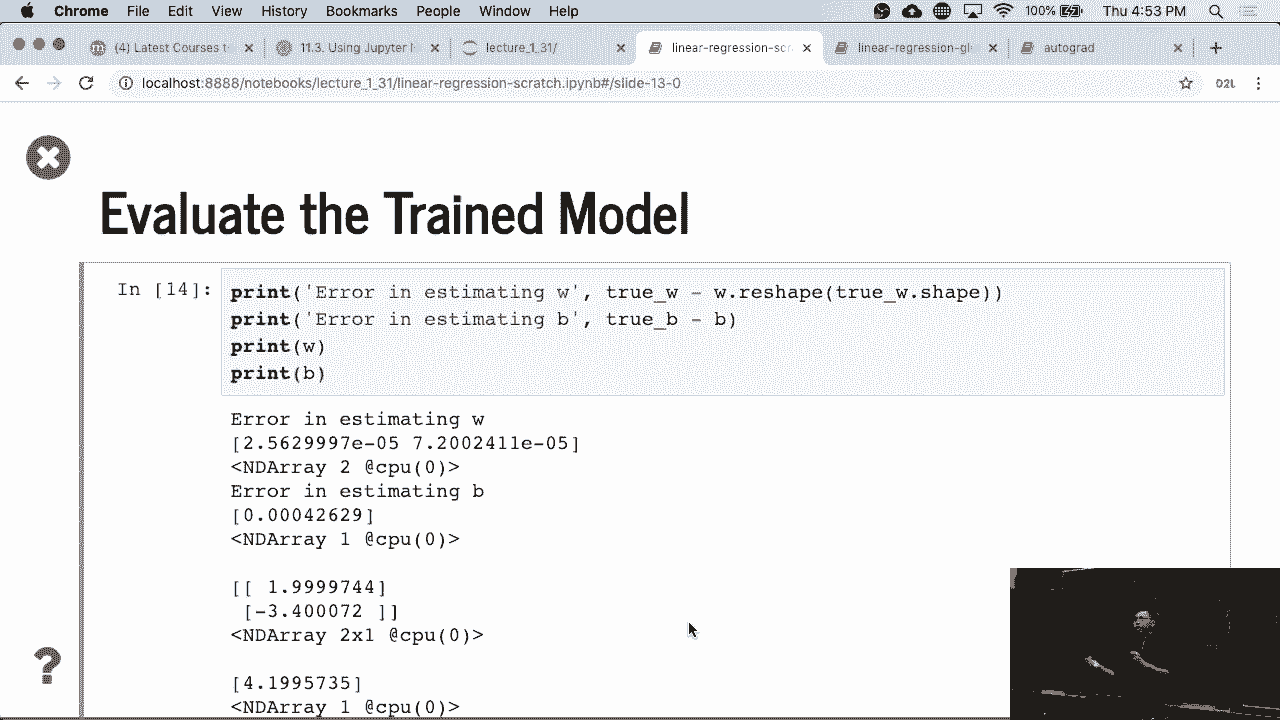 Chrome File Edit View History Bookmarks People Window Help 100% Thu 4:53 PM
(4) Latest Courses t 11.3. Using Jupyter lecture_1_31/ linear-regression-scr linear-regression-gl autograd
localhost:8888/notebooks/lecture_1_31/linear-regression-scratch.ipynb#/slide-13-0 D2L
Evaluate the Trained Model
In [14]: print('Error in estimating w', true_w - w.reshape(true_w.shape))
print('Error in estimating b', true_b - b)
print(w)
print(b)
Error in estimating w
[2.5629997e-05 7.2002411e-05]
<NDArray 2 @cpu(0)>
Error in estimating b
[0.00042629]
<NDArray 1 @cpu(0)>
[[ 1.9999744]
[-3.400072 ]]
<NDArray 2x1 @cpu(0)>
[4.1995735]
<NDArray 1 @cpu(0)>
?